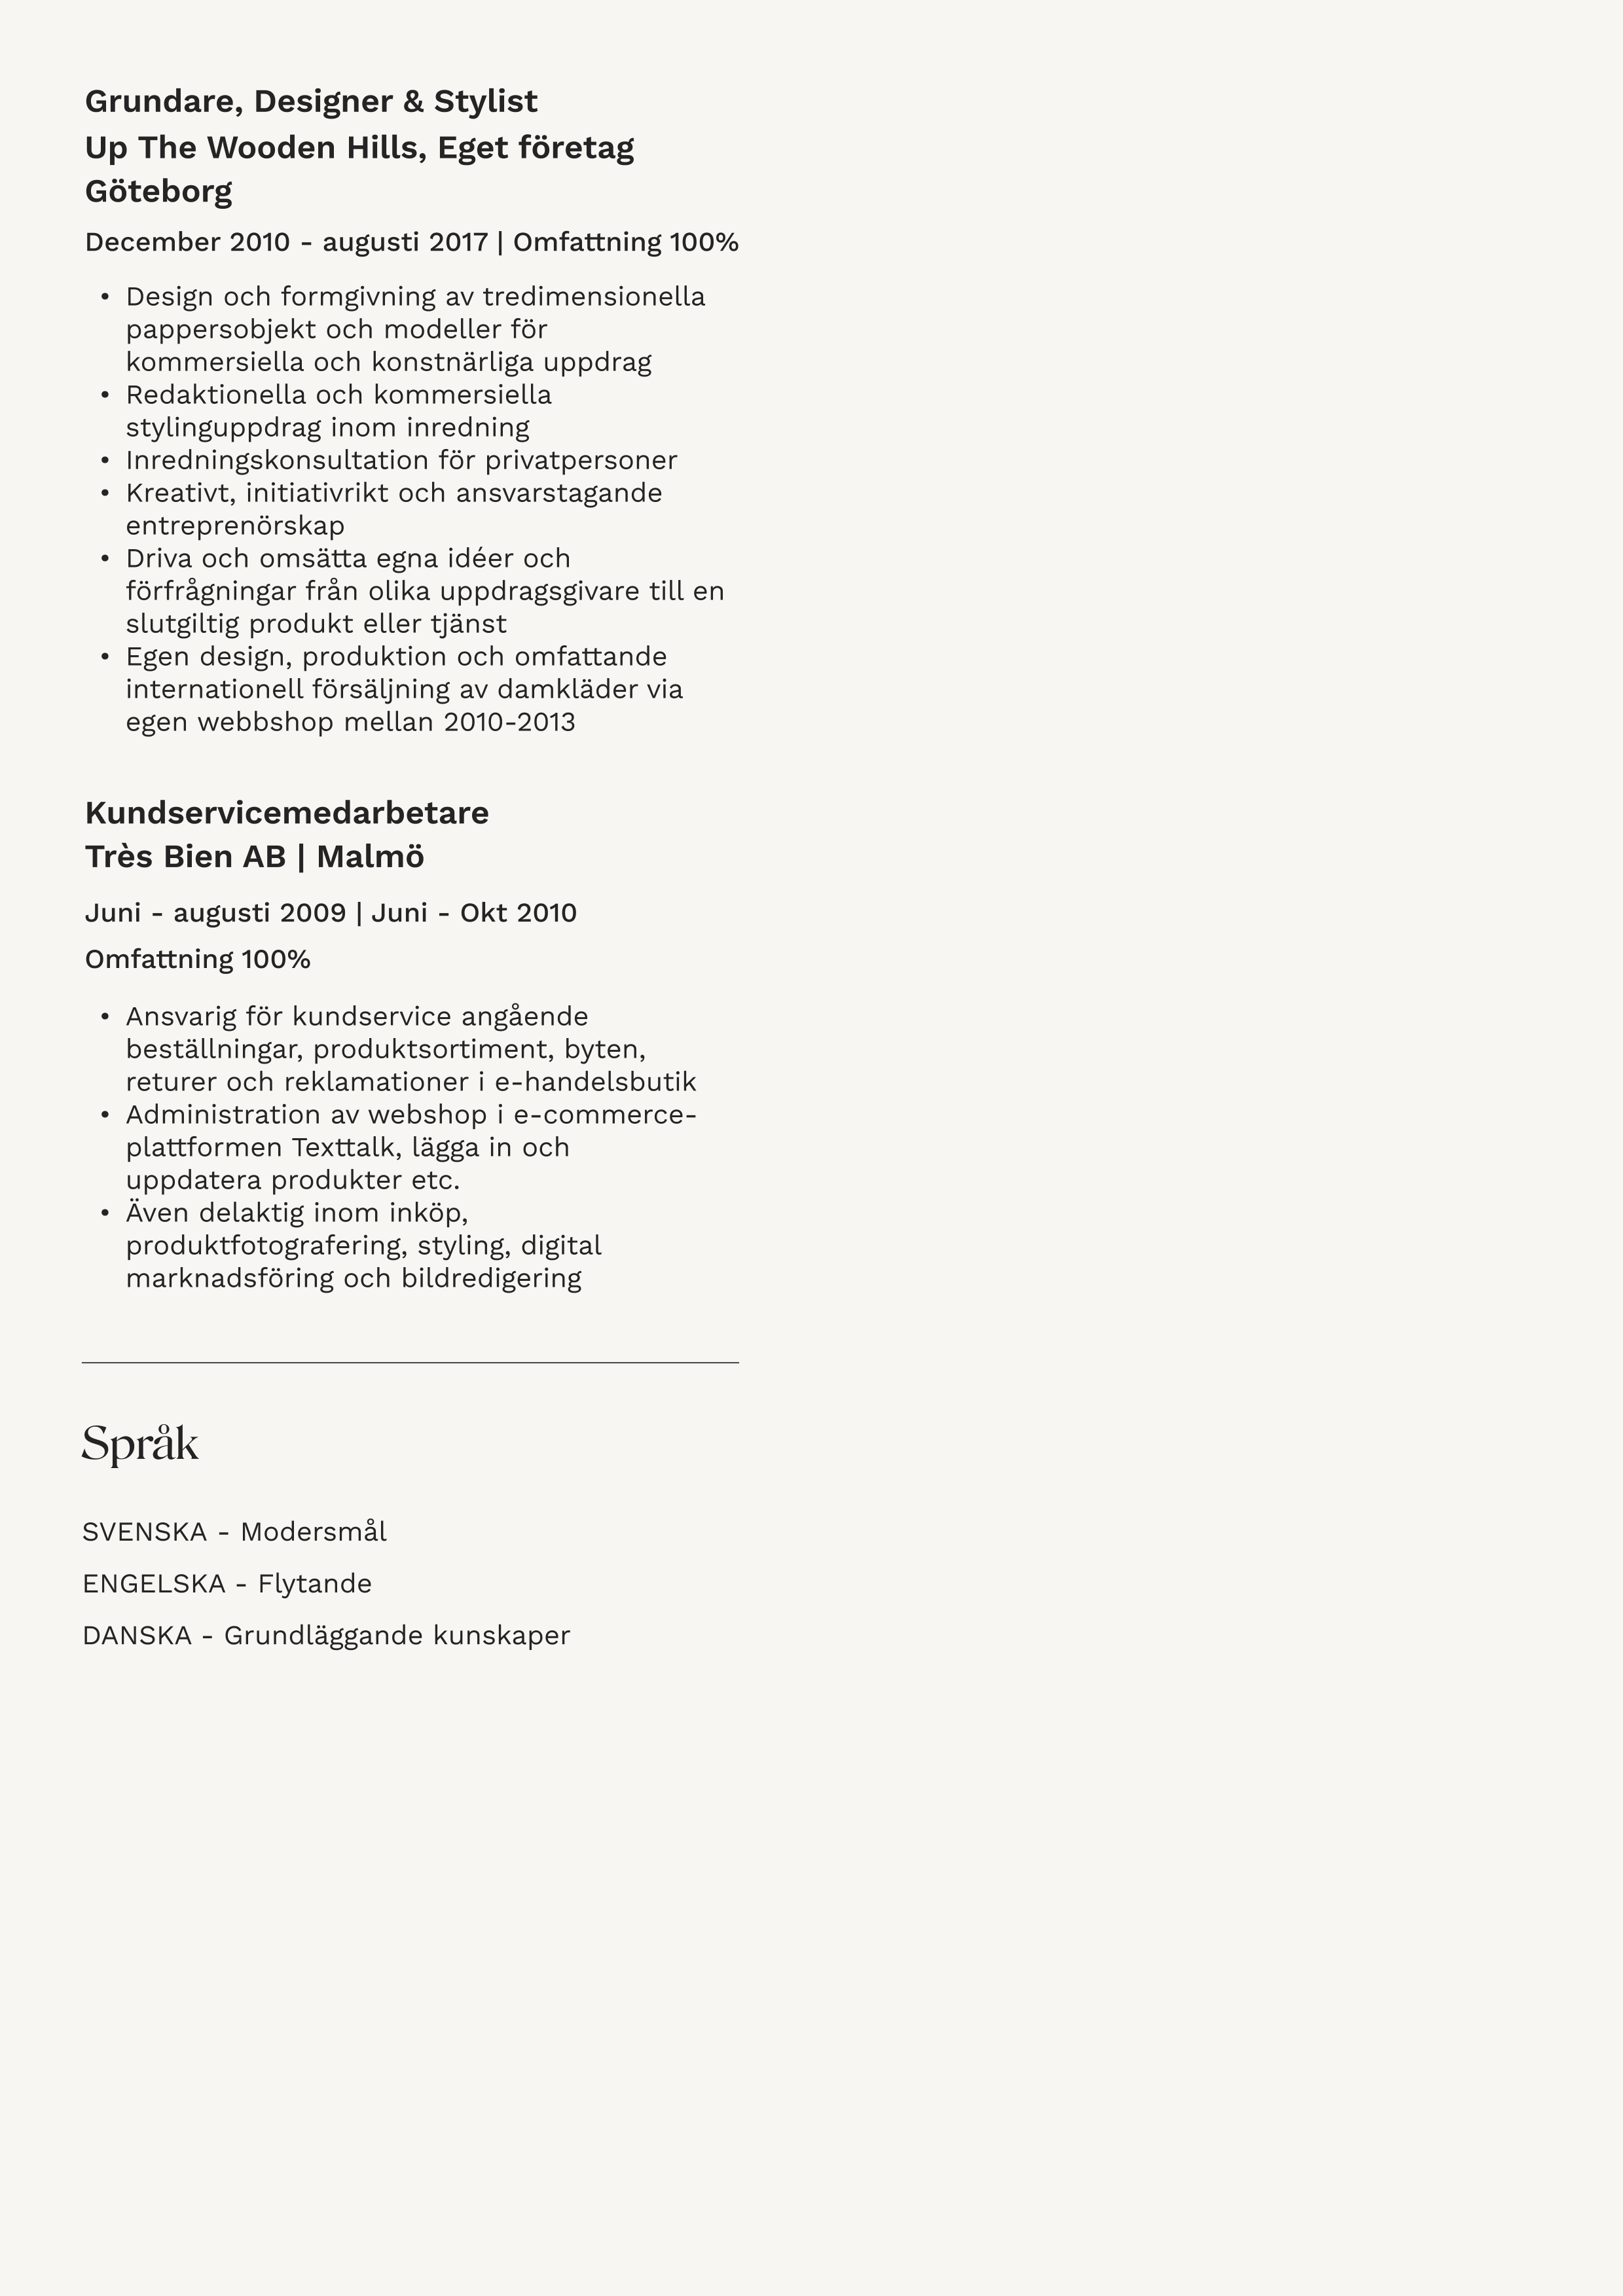 Grundare, Designer & Stylist
Up The Wooden Hills, Eget företag
Göteborg
December 2010 - augusti 2017 | Omfattning 100%
• Design och formgivning av tredimensionella
pappersobjekt och modeller för
kommersiella och konstnärliga uppdrag
• Redaktionella och kommersiella
stylinguppdrag inom inredning
• Inredningskonsultation för privatpersoner
• Kreativt, initiativrikt och ansvarstagande
entreprenörskap
• Driva och omsätta egna idéer och
förfrågningar från olika uppdragsgivare till en
slutgiltig produkt eller tjänst
• Egen design, produktion och omfattande
internationell försäljning av damkläder via
egen webbshop mellan 2010-2013
Kundservicemedarbetare
Très Bien AB | Malmö
Juni - augusti 2009 | Juni - Okt 2010
Omfattning 100%
• Ansvarig för kundservice angående
beställningar, produktsortiment, byten,
returer och reklamationer i e-handelsbutik
• Administration av webshop i e-commerce-
plattformen Texttalk, lägga in och
uppdatera produkter etc.
• Även delaktig inom inköp,
produktfotografering, styling, digital
marknadsföring och bildredigering
Språk
SVENSKA - Modersmål
ENGELSKA - Flytande
DANSKA - Grundläggande kunskaper